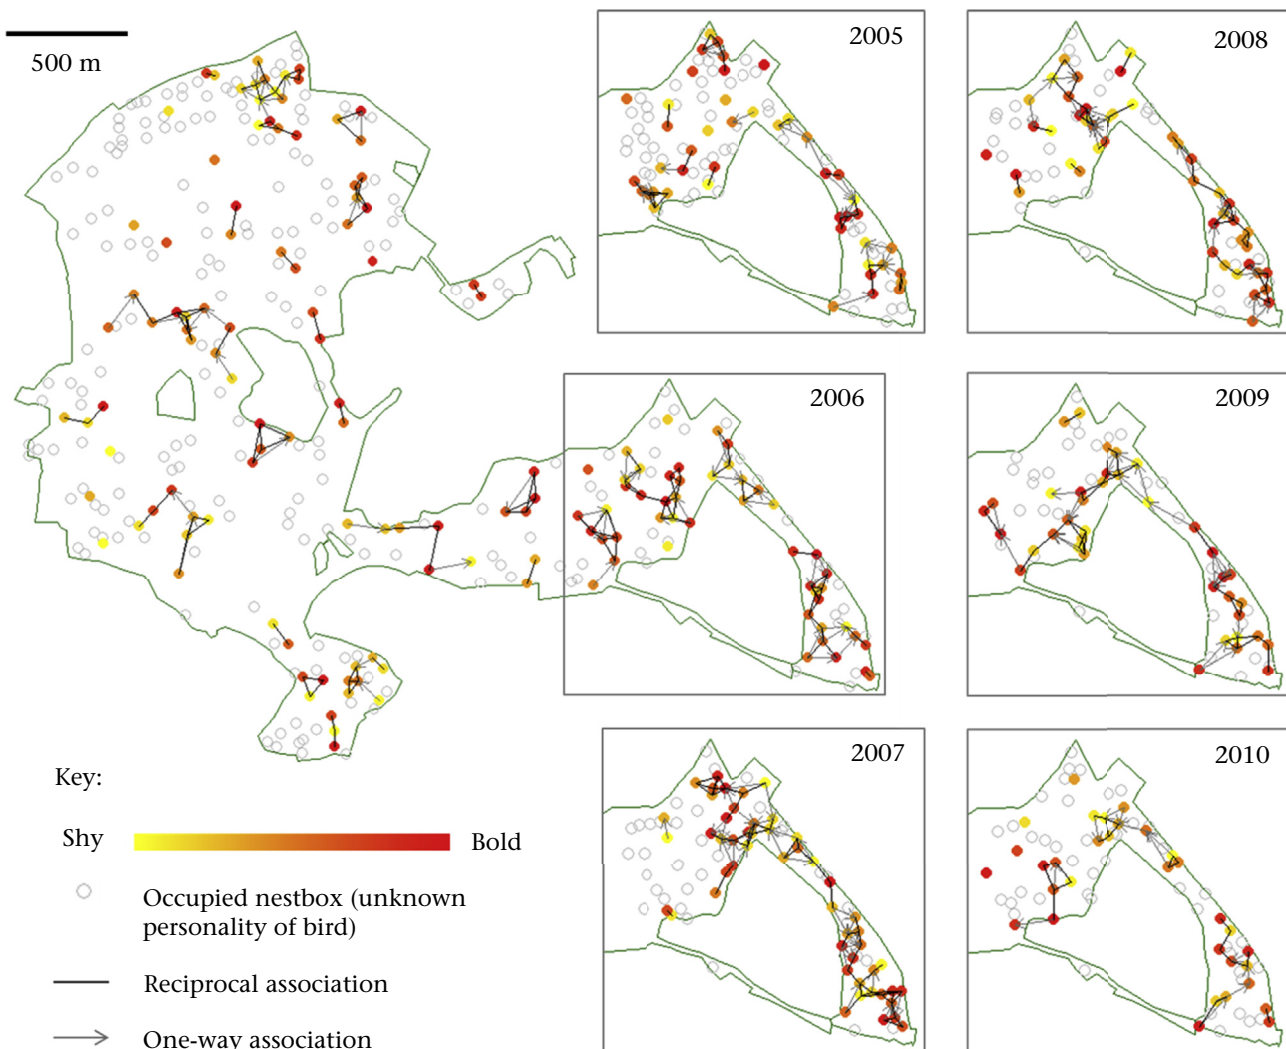 500 m
2005
2008
2006
2009
2007
2010
Key:
Shy
Bold
Occupied nestbox (unknown
personality of bird)
Reciprocal association
One-way association